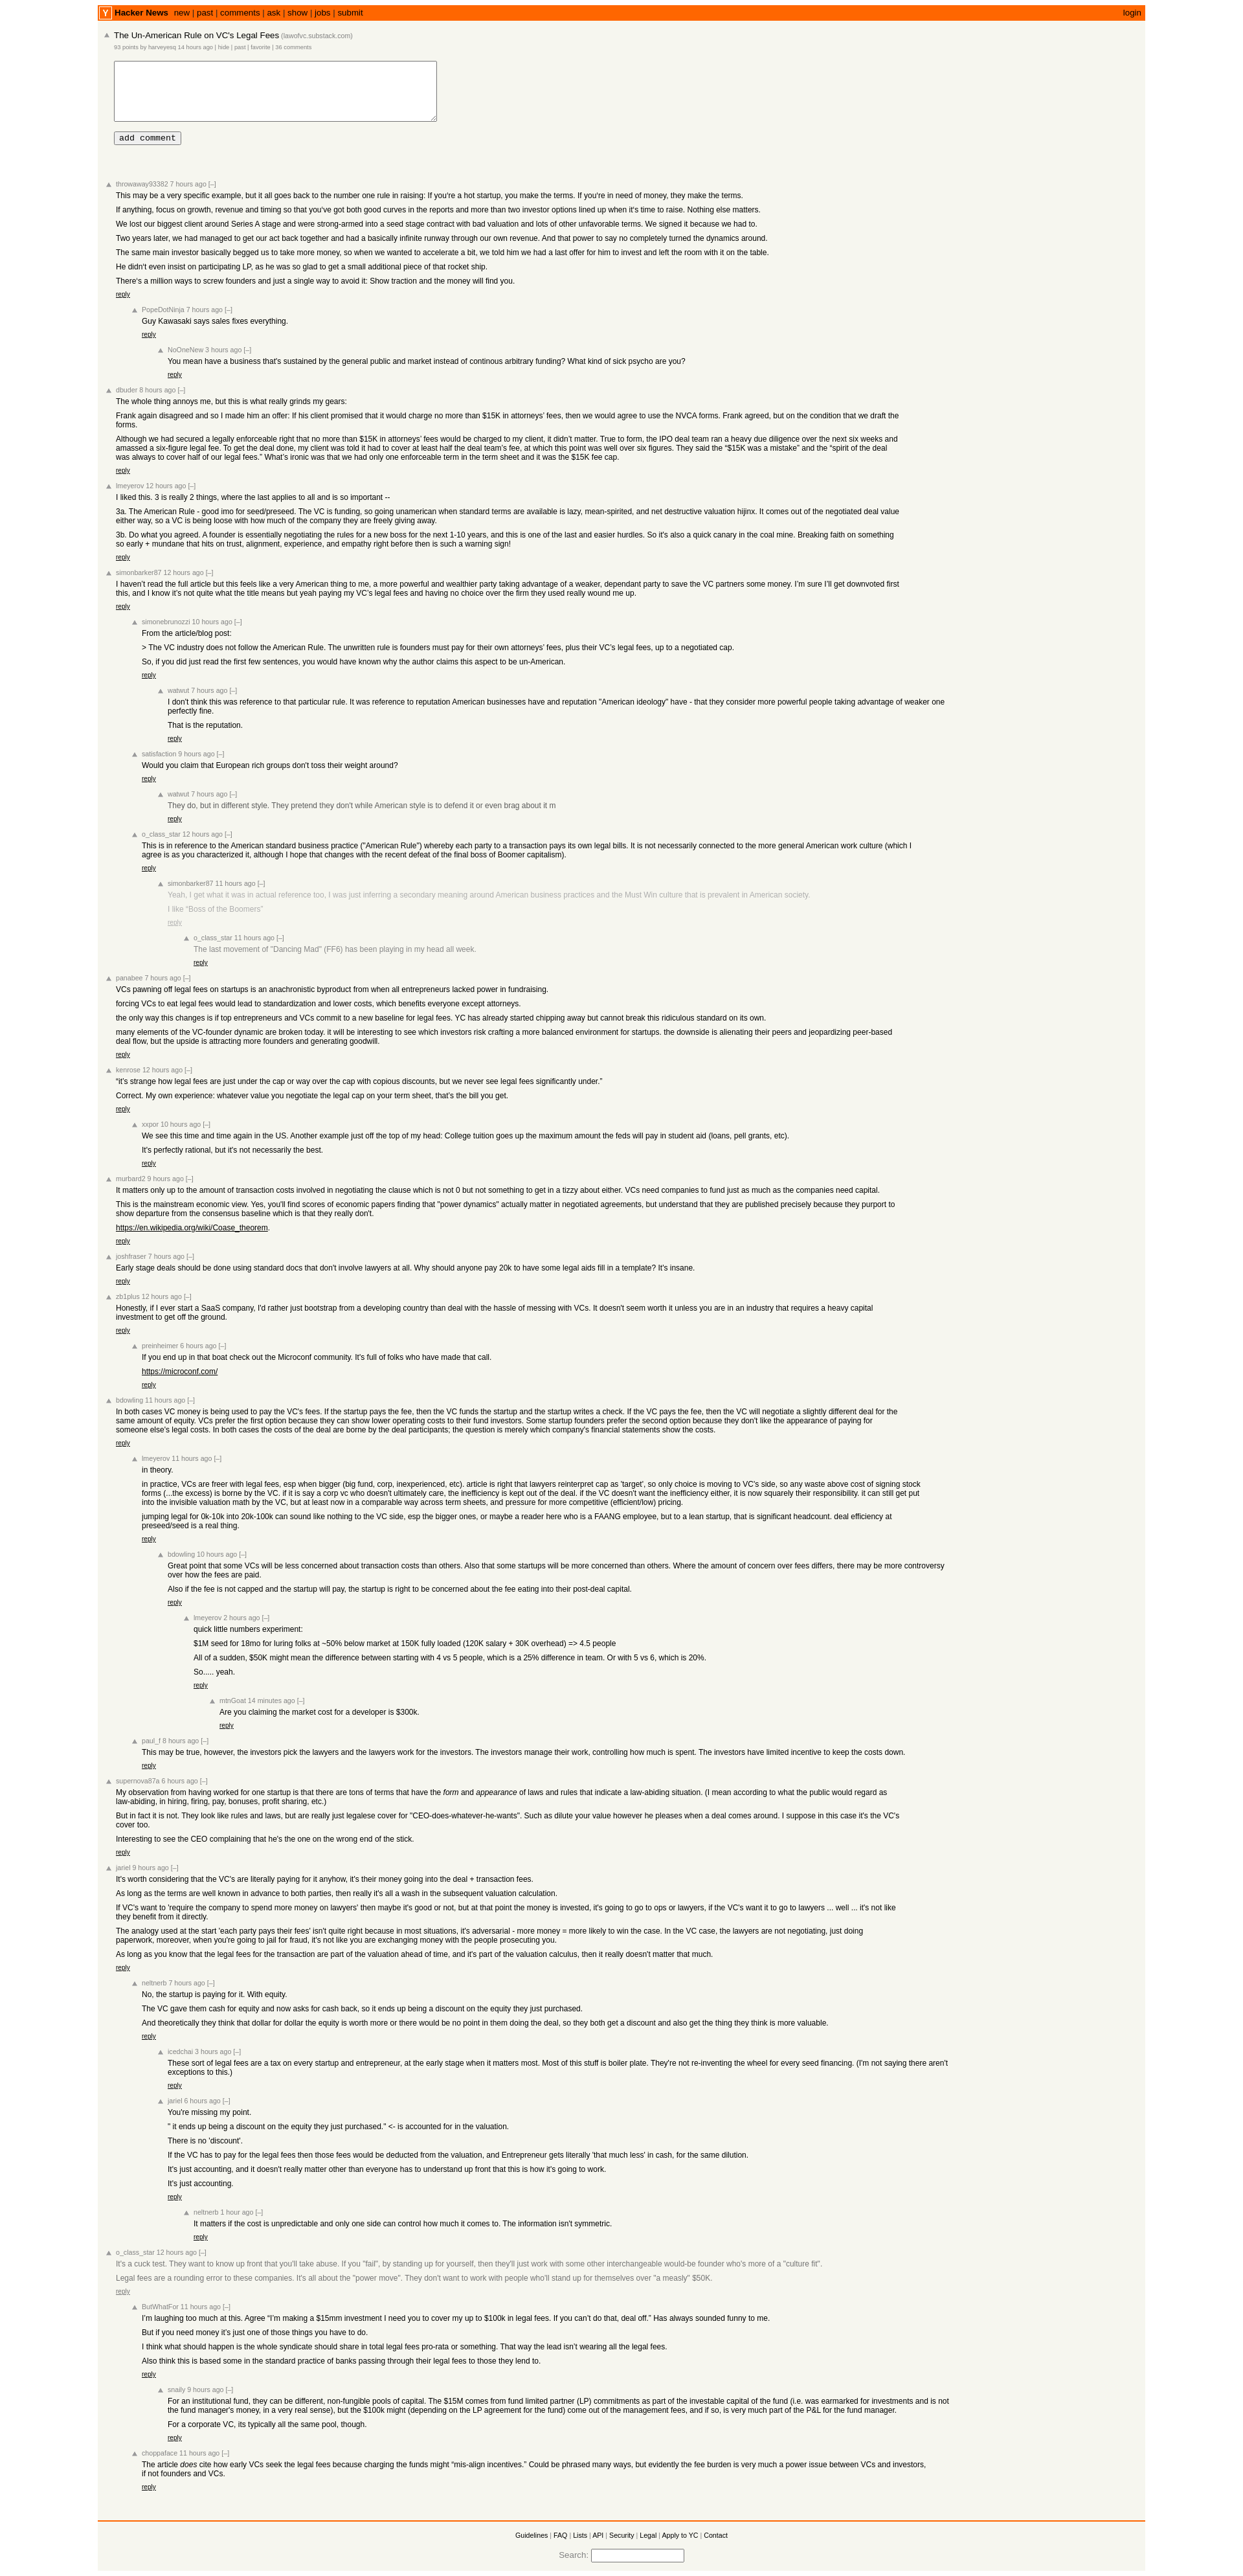 Y Hacker News new | past | comments | ask | show | jobs | submit login
The Un-American Rule on VC's Legal Fees (lawofvc.substack.com)
93 points by harveyesq 14 hours ago | hide | past | favorite | 36 comments
add comment
throwaway93382 7 hours ago [–]
This may be a very specific example, but it all goes back to the number one rule in raising: If you‘re a hot startup, you make the terms. If you‘re in need of money, they make the terms.
If anything, focus on growth, revenue and timing so that you‘ve got both good curves in the reports and more than two investor options lined up when it‘s time to raise. Nothing else matters.
We lost our biggest client around Series A stage and were strong-armed into a seed stage contract with bad valuation and lots of other unfavorable terms. We signed it because we had to.
Two years later, we had managed to get our act back together and had a basically infinite runway through our own revenue. And that power to say no completely turned the dynamics around.
The same main investor basically begged us to take more money, so when we wanted to accelerate a bit, we told him we had a last offer for him to invest and left the room with it on the table.
He didn‘t even insist on participating LP, as he was so glad to get a small additional piece of that rocket ship.
There‘s a million ways to screw founders and just a single way to avoid it: Show traction and the money will find you.
reply
PopeDotNinja 7 hours ago [–]
Guy Kawasaki says sales fixes everything.
reply
NoOneNew 3 hours ago [–]
You mean have a business that's sustained by the general public and market instead of continous arbitrary funding? What kind of sick psycho are you?
reply
dbuder 8 hours ago [–]
The whole thing annoys me, but this is what really grinds my gears:
Frank again disagreed and so I made him an offer: If his client promised that it would charge no more than $15K in attorneys’ fees, then we would agree to use the NVCA forms. Frank agreed, but on the condition that we draft the
forms.
Although we had secured a legally enforceable right that no more than $15K in attorneys’ fees would be charged to my client, it didn’t matter. True to form, the IPO deal team ran a heavy due diligence over the next six weeks and
amassed a six-figure legal fee. To get the deal done, my client was told it had to cover at least half the deal team’s fee, at which point was well over six figures. They said the “$15K was a mistake” and the “spirit of the deal
was always to cover half of our legal fees.” What’s ironic was that we had only one enforceable term in the term sheet and it was the $15K fee cap.
reply
lmeyerov 12 hours ago [–]
I liked this. 3 is really 2 things, where the last applies to all and is so important --
3a. The American Rule - good imo for seed/preseed. The VC is funding, so going unamerican when standard terms are available is lazy, mean-spirited, and net destructive valuation hijinx. It comes out of the negotiated deal value
either way, so a VC is being loose with how much of the company they are freely giving away.
3b. Do what you agreed. A founder is essentially negotiating the rules for a new boss for the next 1-10 years, and this is one of the last and easier hurdles. So it's also a quick canary in the coal mine. Breaking faith on something
so early + mundane that hits on trust, alignment, experience, and empathy right before then is such a warning sign!
reply
simonbarker87 12 hours ago [–]
I haven’t read the full article but this feels like a very American thing to me, a more powerful and wealthier party taking advantage of a weaker, dependant party to save the VC partners some money. I’m sure I’ll get downvoted first
this, and I know it’s not quite what the title means but yeah paying my VC’s legal fees and having no choice over the firm they used really wound me up.
reply
simonebrunozzi 10 hours ago [–]
From the article/blog post:
> The VC industry does not follow the American Rule. The unwritten rule is founders must pay for their own attorneys’ fees, plus their VC's legal fees, up to a negotiated cap.
So, if you did just read the first few sentences, you would have known why the author claims this aspect to be un-American.
reply
watwut 7 hours ago [–]
I don't think this was reference to that particular rule. It was reference to reputation American businesses have and reputation "American ideology" have - that they consider more powerful people taking advantage of weaker one
perfectly fine.
That is the reputation.
reply
satisfaction 9 hours ago [–]
Would you claim that European rich groups don't toss their weight around?
reply
watwut 7 hours ago [–]
They do, but in different style. They pretend they don't while American style is to defend it or even brag about it m
reply
o_class_star 12 hours ago [–]
This is in reference to the American standard business practice ("American Rule") whereby each party to a transaction pays its own legal bills. It is not necessarily connected to the more general American work culture (which I
agree is as you characterized it, although I hope that changes with the recent defeat of the final boss of Boomer capitalism).
reply
simonbarker87 11 hours ago [–]
Yeah, I get what it was in actual reference too, I was just inferring a secondary meaning around American business practices and the Must Win culture that is prevalent in American society.
I like “Boss of the Boomers”
reply
o_class_star 11 hours ago [–]
The last movement of "Dancing Mad" (FF6) has been playing in my head all week.
reply
panabee 7 hours ago [–]
VCs pawning off legal fees on startups is an anachronistic byproduct from when all entrepreneurs lacked power in fundraising.
forcing VCs to eat legal fees would lead to standardization and lower costs, which benefits everyone except attorneys.
the only way this changes is if top entrepreneurs and VCs commit to a new baseline for legal fees. YC has already started chipping away but cannot break this ridiculous standard on its own.
many elements of the VC-founder dynamic are broken today. it will be interesting to see which investors risk crafting a more balanced environment for startups. the downside is alienating their peers and jeopardizing peer-based
deal flow, but the upside is attracting more founders and generating goodwill.
reply
kenrose 12 hours ago [–]
“it’s strange how legal fees are just under the cap or way over the cap with copious discounts, but we never see legal fees significantly under.”
Correct. My own experience: whatever value you negotiate the legal cap on your term sheet, that’s the bill you get.
reply
xxpor 10 hours ago [–]
We see this time and time again in the US. Another example just off the top of my head: College tuition goes up the maximum amount the feds will pay in student aid (loans, pell grants, etc).
It's perfectly rational, but it's not necessarily the best.
reply
murbard2 9 hours ago [–]
It matters only up to the amount of transaction costs involved in negotiating the clause which is not 0 but not something to get in a tizzy about either. VCs need companies to fund just as much as the companies need capital.
This is the mainstream economic view. Yes, you'll find scores of economic papers finding that "power dynamics" actually matter in negotiated agreements, but understand that they are published precisely because they purport to
show departure from the consensus baseline which is that they really don't.
https://en.wikipedia.org/wiki/Coase_theorem.
reply
joshfraser 7 hours ago [–]
Early stage deals should be done using standard docs that don't involve lawyers at all. Why should anyone pay 20k to have some legal aids fill in a template? It's insane.
reply
zb1plus 12 hours ago [–]
Honestly, if I ever start a SaaS company, I'd rather just bootstrap from a developing country than deal with the hassle of messing with VCs. It doesn't seem worth it unless you are in an industry that requires a heavy capital
investment to get off the ground.
reply
preinheimer 6 hours ago [–]
If you end up in that boat check out the Microconf community. It's full of folks who have made that call.
https://microconf.com/
reply
bdowling 11 hours ago [–]
In both cases VC money is being used to pay the VC's fees. If the startup pays the fee, then the VC funds the startup and the startup writes a check. If the VC pays the fee, then the VC will negotiate a slightly different deal for the
same amount of equity. VCs prefer the first option because they can show lower operating costs to their fund investors. Some startup founders prefer the second option because they don't like the appearance of paying for
someone else's legal costs. In both cases the costs of the deal are borne by the deal participants; the question is merely which company's financial statements show the costs.
reply
lmeyerov 11 hours ago [–]
in theory.
in practice, VCs are freer with legal fees, esp when bigger (big fund, corp, inexperienced, etc). article is right that lawyers reinterpret cap as 'target', so only choice is moving to VC's side, so any waste above cost of signing stock
forms (...the excess) is borne by the VC. if it is say a corp vc who doesn't ultimately care, the inefficiency is kept out of the deal. if the VC doesn't want the inefficiency either, it is now squarely their responsibility. it can still get put
into the invisible valuation math by the VC, but at least now in a comparable way across term sheets, and pressure for more competitive (efficient/low) pricing.
jumping legal for 0k-10k into 20k-100k can sound like nothing to the VC side, esp the bigger ones, or maybe a reader here who is a FAANG employee, but to a lean startup, that is significant headcount. deal efficiency at
preseed/seed is a real thing.
reply
bdowling 10 hours ago [–]
Great point that some VCs will be less concerned about transaction costs than others. Also that some startups will be more concerned than others. Where the amount of concern over fees differs, there may be more controversy
over how the fees are paid.
Also if the fee is not capped and the startup will pay, the startup is right to be concerned about the fee eating into their post-deal capital.
reply
lmeyerov 2 hours ago [–]
quick little numbers experiment:
$1M seed for 18mo for luring folks at ~50% below market at 150K fully loaded (120K salary + 30K overhead) => 4.5 people
All of a sudden, $50K might mean the difference between starting with 4 vs 5 people, which is a 25% difference in team. Or with 5 vs 6, which is 20%.
So..... yeah.
reply
mtnGoat 14 minutes ago [–]
Are you claiming the market cost for a developer is $300k.
reply
paul_f 8 hours ago [–]
This may be true, however, the investors pick the lawyers and the lawyers work for the investors. The investors manage their work, controlling how much is spent. The investors have limited incentive to keep the costs down.
reply
supernova87a 6 hours ago [–]
My observation from having worked for one startup is that there are tons of terms that have the form and appearance of laws and rules that indicate a law-abiding situation. (I mean according to what the public would regard as
law-abiding, in hiring, firing, pay, bonuses, profit sharing, etc.)
But in fact it is not. They look like rules and laws, but are really just legalese cover for "CEO-does-whatever-he-wants". Such as dilute your value however he pleases when a deal comes around. I suppose in this case it's the VC's
cover too.
Interesting to see the CEO complaining that he's the one on the wrong end of the stick.
reply
jariel 9 hours ago [–]
It's worth considering that the VC's are literally paying for it anyhow, it's their money going into the deal + transaction fees.
As long as the terms are well known in advance to both parties, then really it's all a wash in the subsequent valuation calculation.
If VC's want to 'require the company to spend more money on lawyers' then maybe it's good or not, but at that point the money is invested, it's going to go to ops or lawyers, if the VC's want it to go to lawyers ... well ... it's not like
they benefit from it directly.
The analogy used at the start 'each party pays their fees' isn't quite right because in most situations, it's adversarial - more money = more likely to win the case. In the VC case, the lawyers are not negotiating, just doing
paperwork, moreover, when you're going to jail for fraud, it's not like you are exchanging money with the people prosecuting you.
As long as you know that the legal fees for the transaction are part of the valuation ahead of time, and it's part of the valuation calculus, then it really doesn't matter that much.
reply
neltnerb 7 hours ago [–]
No, the startup is paying for it. With equity.
The VC gave them cash for equity and now asks for cash back, so it ends up being a discount on the equity they just purchased.
And theoretically they think that dollar for dollar the equity is worth more or there would be no point in them doing the deal, so they both get a discount and also get the thing they think is more valuable.
reply
icedchai 3 hours ago [–]
These sort of legal fees are a tax on every startup and entrepreneur, at the early stage when it matters most. Most of this stuff is boiler plate. They're not re-inventing the wheel for every seed financing. (I'm not saying there aren't
exceptions to this.)
reply
jariel 6 hours ago [–]
You're missing my point.
" it ends up being a discount on the equity they just purchased." <- is accounted for in the valuation.
There is no 'discount'.
If the VC has to pay for the legal fees then those fees would be deducted from the valuation, and Entrepreneur gets literally 'that much less' in cash, for the same dilution.
It's just accounting, and it doesn't really matter other than everyone has to understand up front that this is how it's going to work.
It's just accounting.
reply
neltnerb 1 hour ago [–]
It matters if the cost is unpredictable and only one side can control how much it comes to. The information isn't symmetric.
reply
o_class_star 12 hours ago [–]
It's a cuck test. They want to know up front that you'll take abuse. If you "fail", by standing up for yourself, then they'll just work with some other interchangeable would-be founder who's more of a "culture fit".
Legal fees are a rounding error to these companies. It's all about the "power move". They don't want to work with people who'll stand up for themselves over "a measly" $50K.
reply
ButWhatFor 11 hours ago [–]
I’m laughing too much at this. Agree “I’m making a $15mm investment I need you to cover my up to $100k in legal fees. If you can’t do that, deal off.” Has always sounded funny to me.
But if you need money it’s just one of those things you have to do.
I think what should happen is the whole syndicate should share in total legal fees pro-rata or something. That way the lead isn’t wearing all the legal fees.
Also think this is based some in the standard practice of banks passing through their legal fees to those they lend to.
reply
snaily 9 hours ago [–]
For an institutional fund, they can be different, non-fungible pools of capital. The $15M comes from fund limited partner (LP) commitments as part of the investable capital of the fund (i.e. was earmarked for investments and is not
the fund manager's money, in a very real sense), but the $100k might (depending on the LP agreement for the fund) come out of the management fees, and if so, is very much part of the P&L for the fund manager.
For a corporate VC, its typically all the same pool, though.
reply
choppaface 11 hours ago [–]
The article does cite how early VCs seek the legal fees because charging the funds might “mis-align incentives.” Could be phrased many ways, but evidently the fee burden is very much a power issue between VCs and investors,
if not founders and VCs.
reply
Guidelines | FAQ | Lists | API | Security | Legal | Apply to YC | Contact
Search: